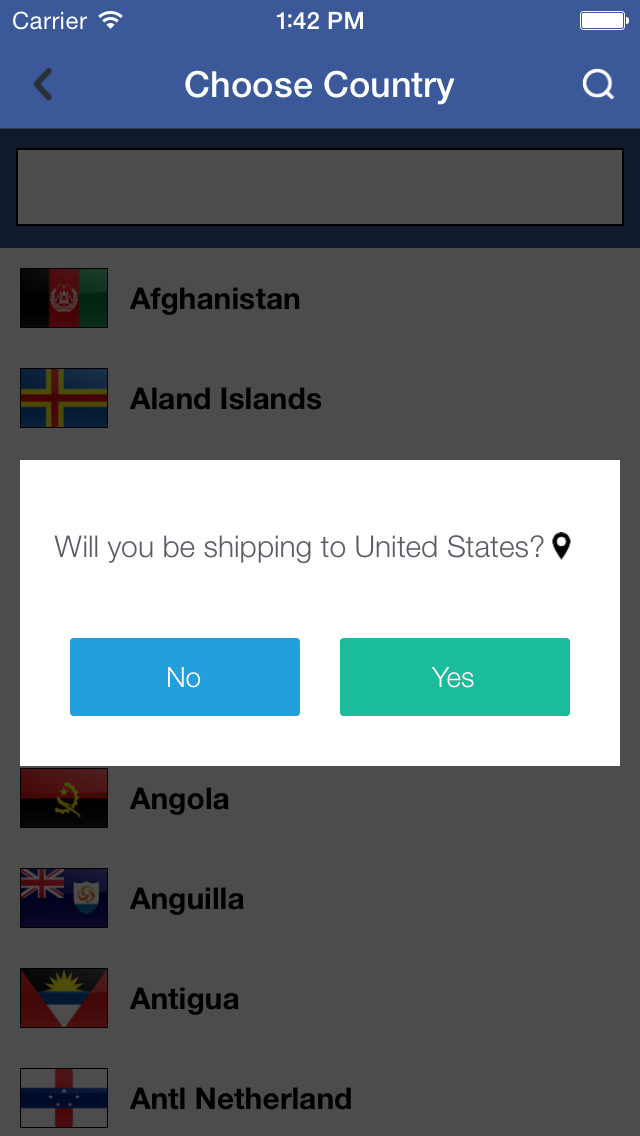 Carrier 1:42 PM
Choose Country
Afghanistan
Aland Islands
Will you be shipping to United States?
No Yes
Angola
Anguilla
Antigua
Antl Netherland